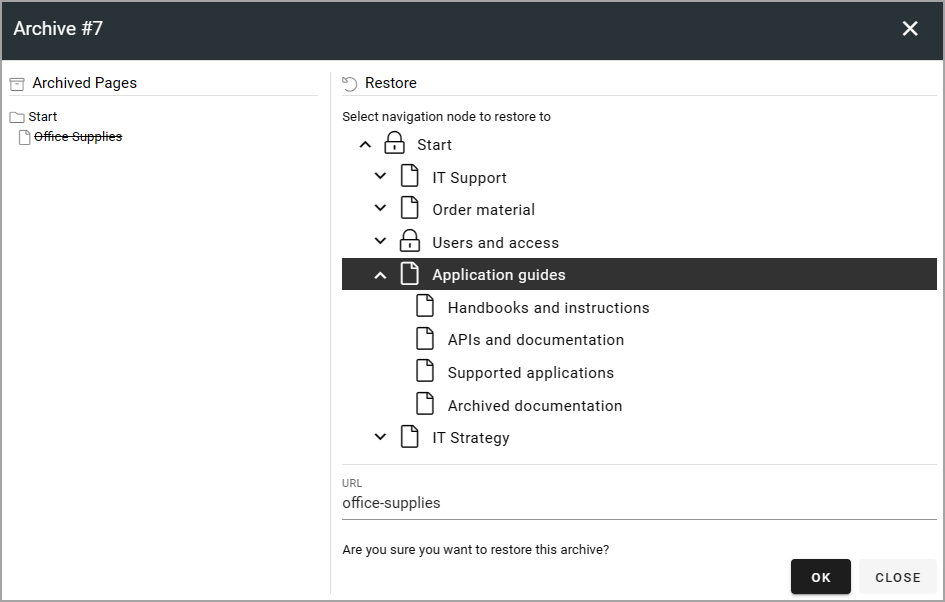 Archive #7
Archived Pages
Start
Office Supplies
Restore
Select navigation node to restore to
Start
IT Support
Order material
Users and access
Application guides
Handbooks and instructions
APIs and documentation
Supported applications
Archived documentation
IT Strategy
URL
office-supplies
Are you sure you want to restore this archive?
OK CLOSE